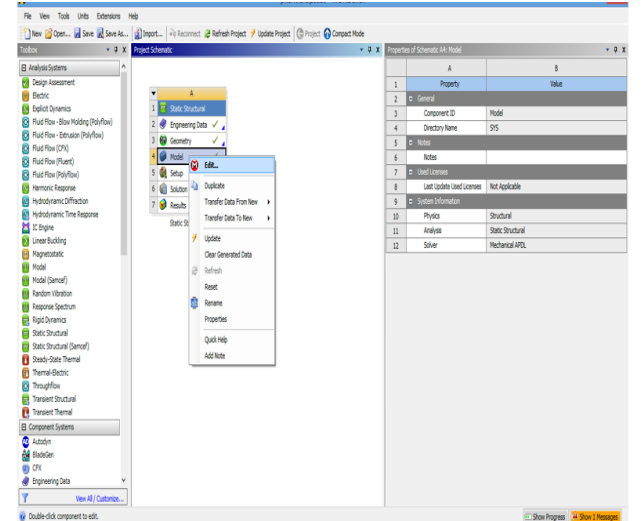 File View Tools Units Extensions Help
New Open... Save Save As... Import... Reconnect Refresh Project Update Project Project Compact Mode
Toolbox
Analysis Systems
Design Assessment
Electric
Explicit Dynamics
Fluid Flow - Blow Molding (Polyflow)
Fluid Flow - Extrusion (Polyflow)
Fluid Flow (CFX)
Fluid Flow (Fluent)
Fluid Flow (Polyflow)
Harmonic Response
Hydrodynamic Diffraction
Hydrodynamic Time Response
IC Engine
Linear Buckling
Magnetostatic
Modal
Modal (Samcef)
Random Vibration
Response Spectrum
Rigid Dynamics
Static Structural
Static Structural (Samcef)
Steady-State Thermal
Thermal-Electric
Throughflow
Transient Structural
Transient Thermal
Component Systems
Autodyn
BladeGen
CFX
Engineering Data
View All / Customize...
Project Schematic
A
1 Static Structural
2 Engineering Data
3 Geometry
4 Model
5 Setup
6 Solution
7 Results
Static St
Edit...
Duplicate
Transfer Data From New
Transfer Data To New
Update
Clear Generated Data
Refresh
Reset
Rename
Properties
Quick Help
Add Note
Properties of Schematic A4: Model
A B
1 Property Value
2 General
3 Component ID Model
4 Directory Name SYS
5 Notes
6 Notes
7 Used Licenses
8 Last Update Used Licenses Not Applicable
9 System Information
10 Physics Structural
11 Analysis Static Structural
12 Solver Mechanical APDL
Double-click component to edit.
Show Progress Show 1 Messages